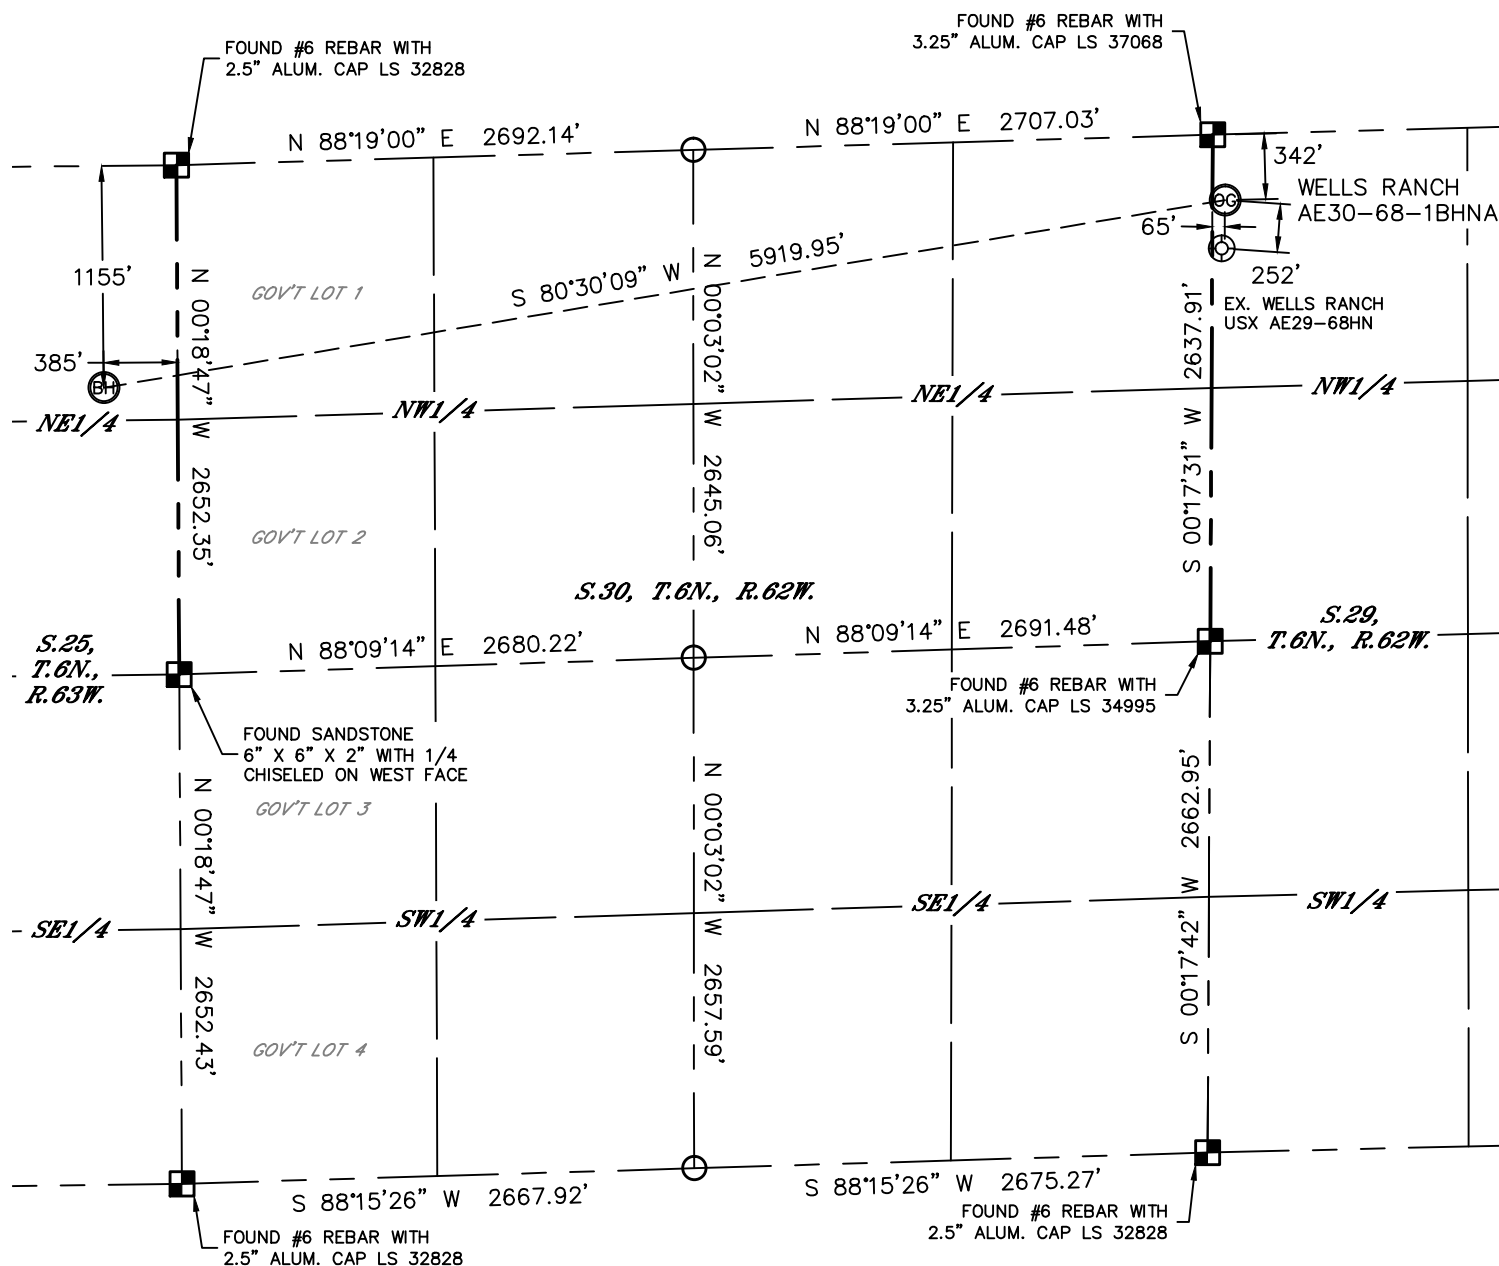 FOUND #6 REBAR WITH
2.5" ALUM. CAP LS 32828
FOUND #6 REBAR WITH
3.25" ALUM. CAP LS 37068
N 88°19'00" E 2692.14'
N 88°19'00" E 2707.03'
342'
WELLS RANCH
AE30-68-1BHNA
OG
65'
252'
EX. WELLS RANCH
USX AE29-68HN
1155'
385'
BH
GOV'T LOT 1
S 80°30'09" W 5919.95'
N 00°18'47" W 2652.35'
N 00°03'02" W 2645.06'
S 00°17'31" W 2637.91'
NE1/4
NW1/4
NE1/4
NW1/4
GOV'T LOT 2
S.30, T.6N., R.62W.
S.25,
T.6N.,
R.63W.
N 88°09'14" E 2680.22'
N 88°09'14" E 2691.48'
S.29,
T.6N., R.62W.
FOUND #6 REBAR WITH
3.25" ALUM. CAP LS 34995
FOUND SANDSTONE
6" X 6" X 2" WITH 1/4
CHISELED ON WEST FACE
GOV'T LOT 3
N 00°18'47" W 2652.43'
N 00°03'02" W 2657.59'
S 00°17'42" W 2662.95'
SE1/4
SW1/4
SE1/4
SW1/4
GOV'T LOT 4
S 88°15'26" W 2667.92'
S 88°15'26" W 2675.27'
FOUND #6 REBAR WITH
2.5" ALUM. CAP LS 32828
FOUND #6 REBAR WITH
2.5" ALUM. CAP LS 32828